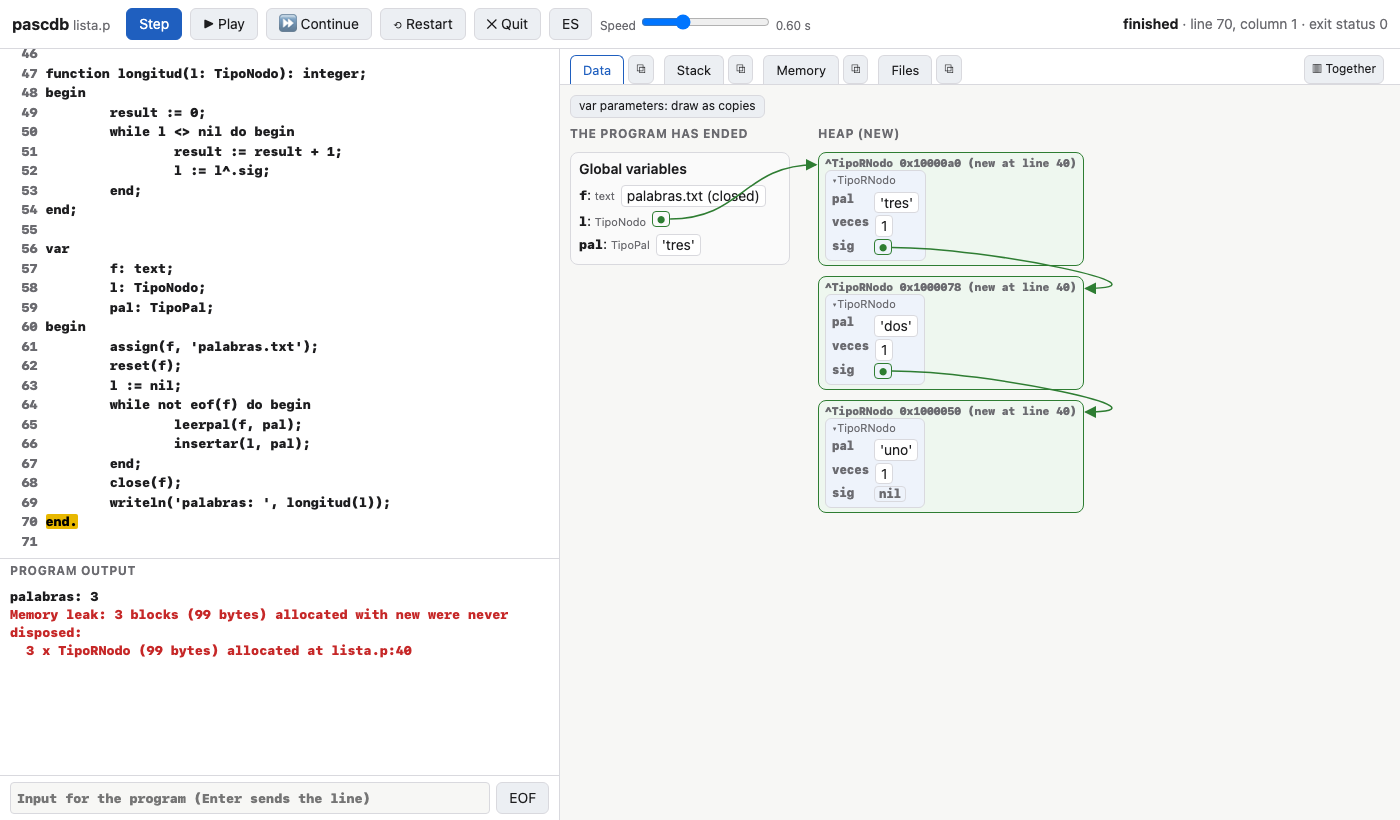 pascdb lista.p Step ▶ Play ⏩ Continue ⟲ Restart ✕ Quit ES Speed 0.60 s finished · line 70, column 1 · exit status 0
46
47 function longitud(l: TipoNodo): integer;
48 begin
49 result := 0;
50 while l <> nil do begin
51 result := result + 1;
52 l := l^.sig;
53 end;
54 end;
55
56 var
57 f: text;
58 l: TipoNodo;
59 pal: TipoPal;
60 begin
61 assign(f, 'palabras.txt');
62 reset(f);
63 l := nil;
64 while not eof(f) do begin
65 leerpal(f, pal);
66 insertar(l, pal);
67 end;
68 close(f);
69 writeln('palabras: ', longitud(l));
70 end.
71
PROGRAM OUTPUT
palabras: 3
Memory leak: 3 blocks (99 bytes) allocated with new were never
disposed:
3 x TipoRNodo (99 bytes) allocated at lista.p:40
Input for the program (Enter sends the line) EOF
Data Stack Memory Files Together
var parameters: draw as copies
THE PROGRAM HAS ENDED
Global variables
f: text palabras.txt (closed)
l: TipoNodo
pal: TipoPal 'tres'
HEAP (NEW)
^TipoRNodo 0x10000a0 (new at line 40)
▾TipoRNodo
pal 'tres'
veces 1
sig
^TipoRNodo 0x1000078 (new at line 40)
▾TipoRNodo
pal 'dos'
veces 1
sig
^TipoRNodo 0x1000050 (new at line 40)
▾TipoRNodo
pal 'uno'
veces 1
sig nil